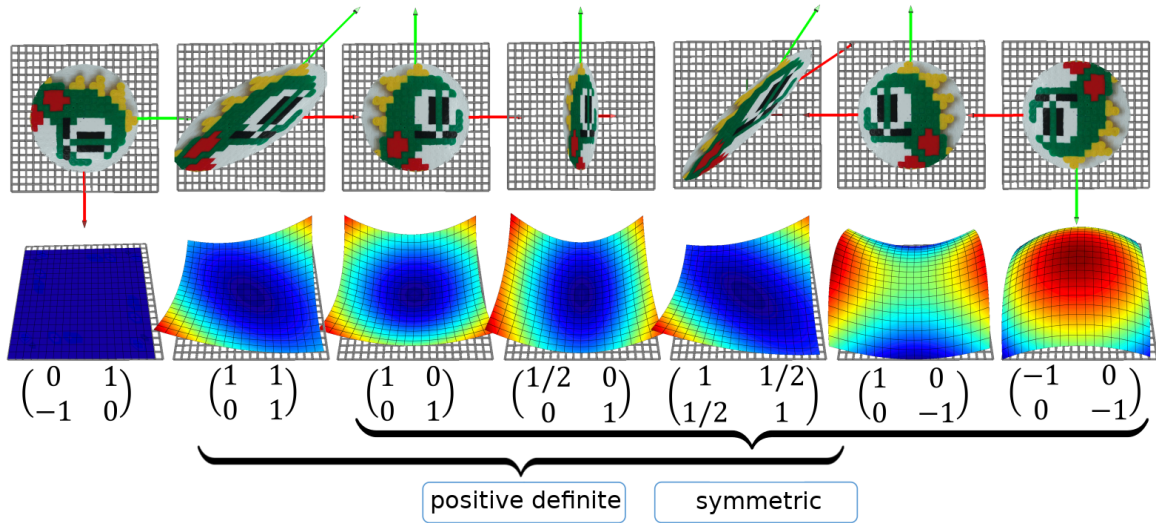 0 1 1 1 1 0 1/2 0 1 1/2 1 0 −1 0
−1 0 0 1 0 1 0 1 1/2 1 0 −1 0 −1
positive definite symmetric